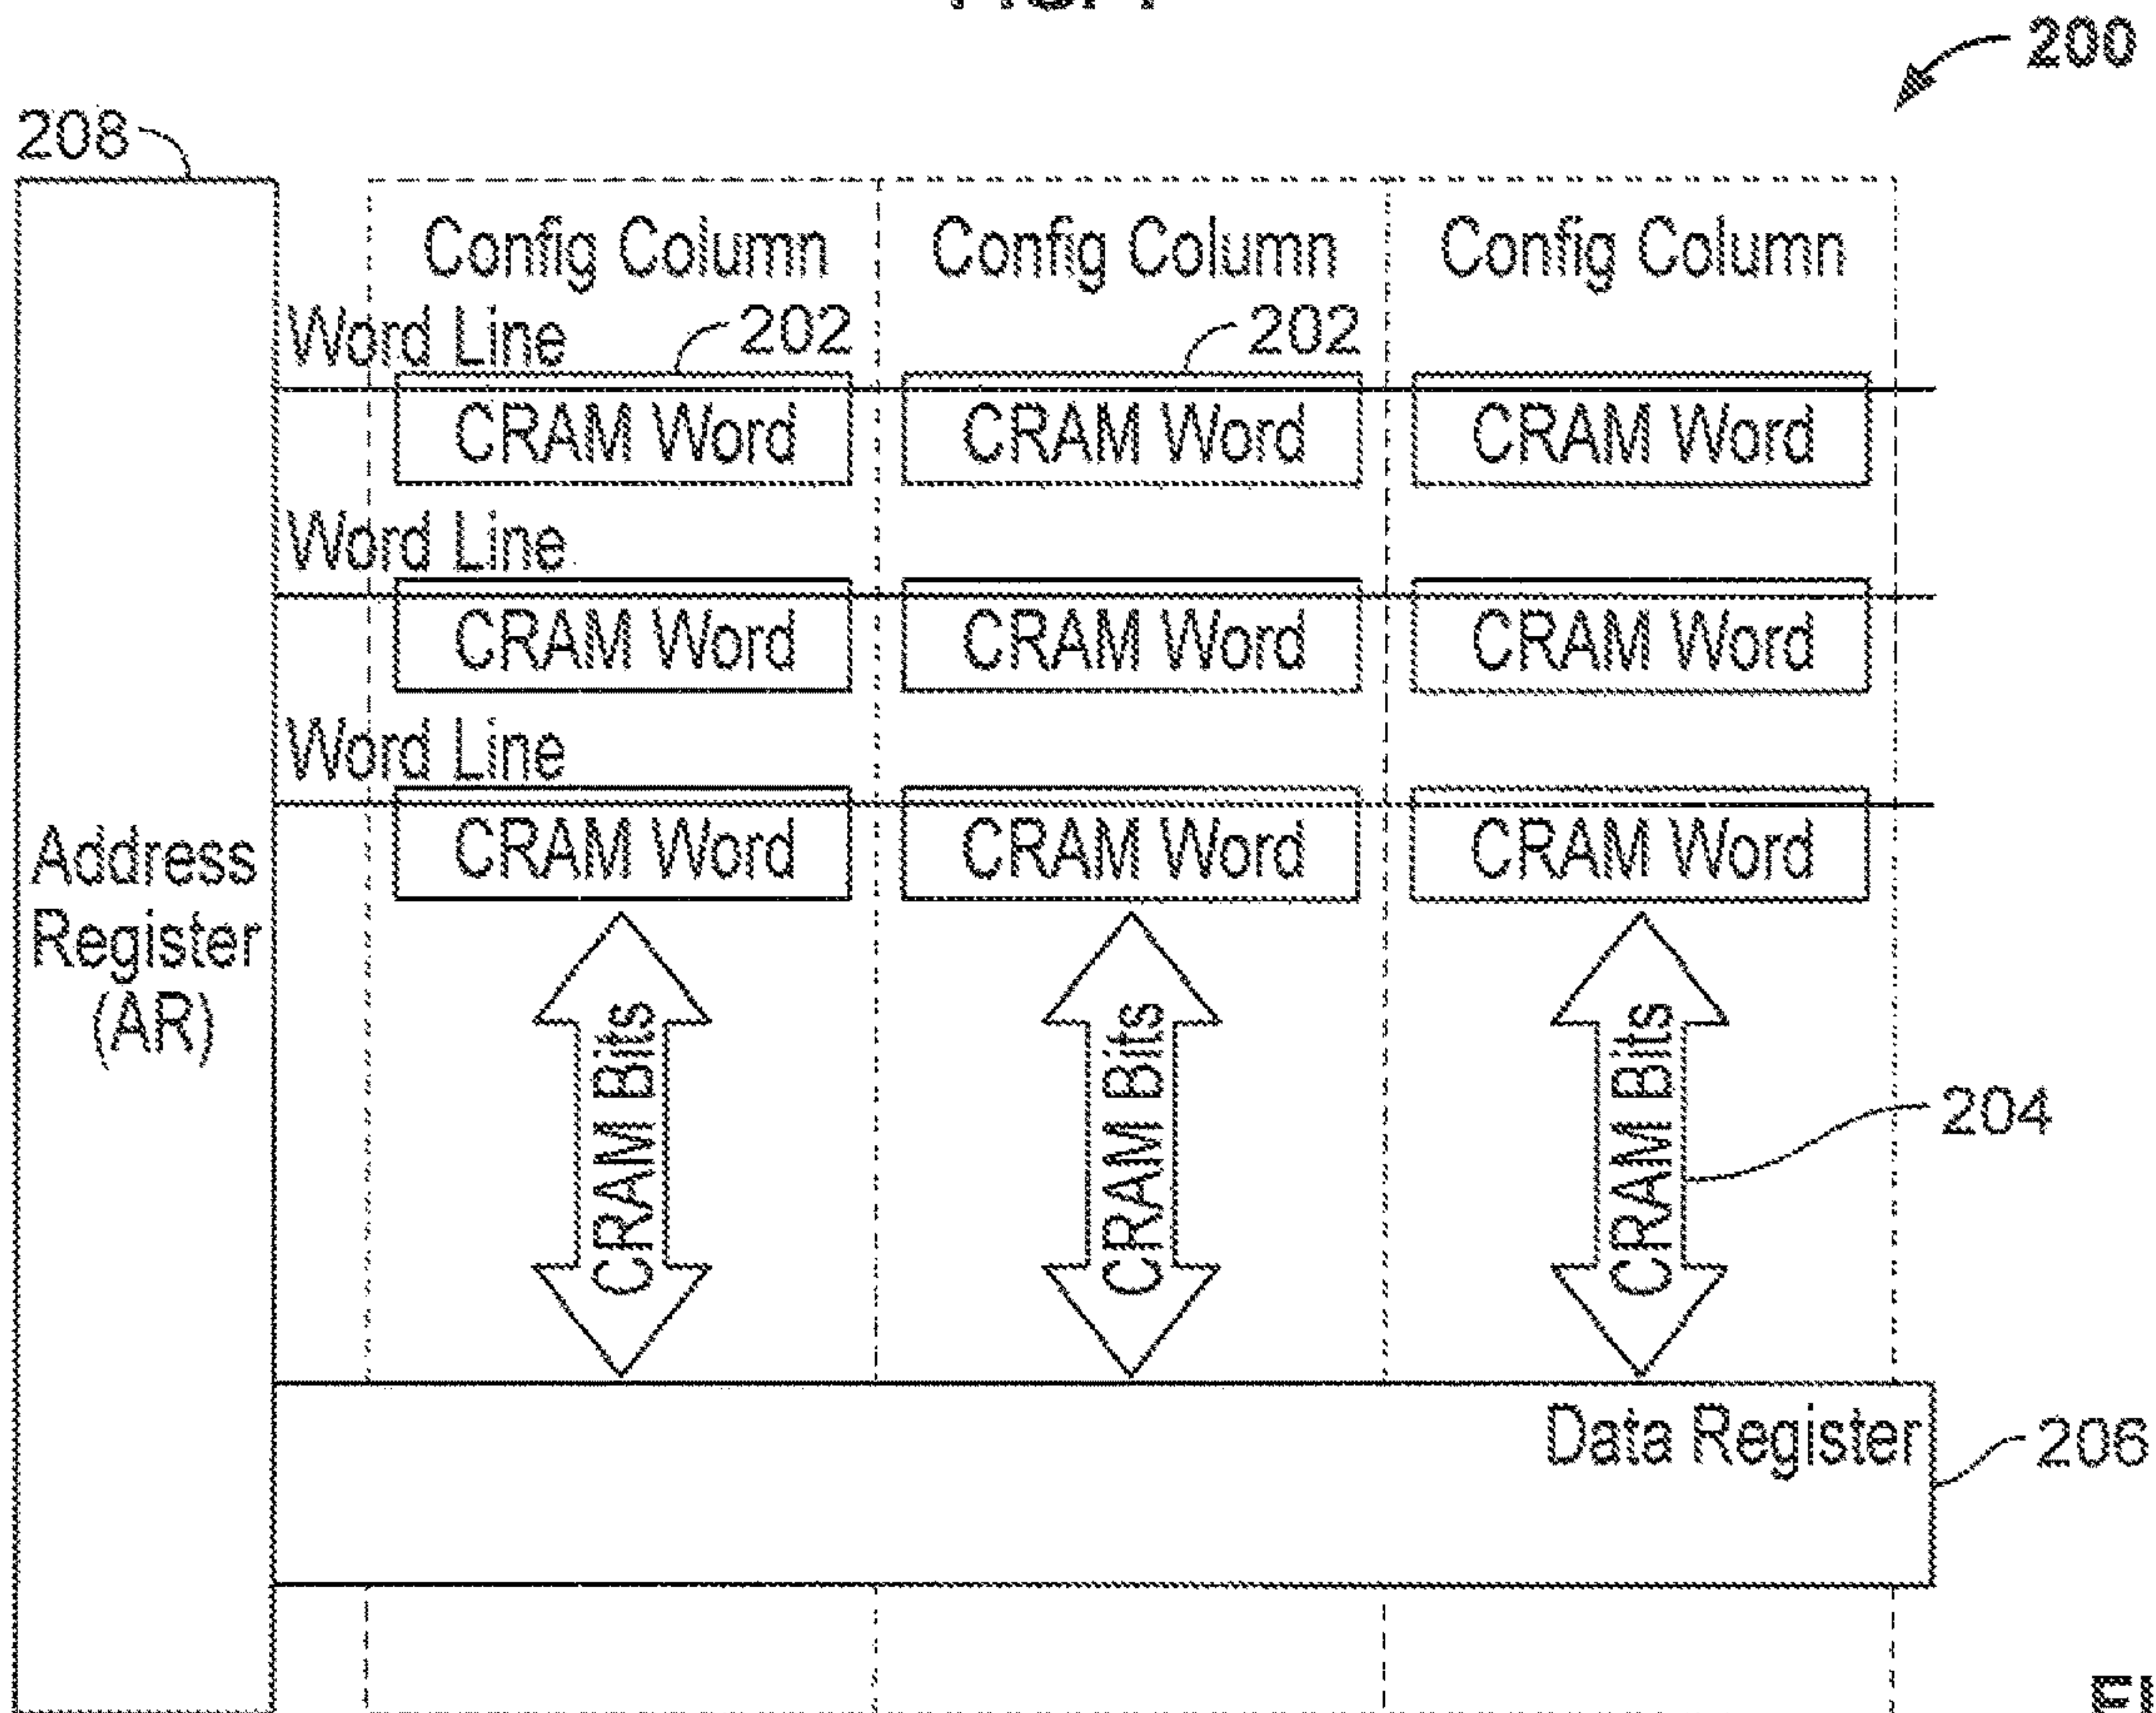 200
208
Config Column Config Column Config Column
Word Line 202 202
CRAM Word CRAM Word CRAM Word
Word Line
CRAM Word CRAM Word CRAM Word
Word Line
CRAM Word CRAM Word CRAM Word
Address
Register
(AR)
CRAM Bits CRAM Bits CRAM Bits
204
Data Register
206